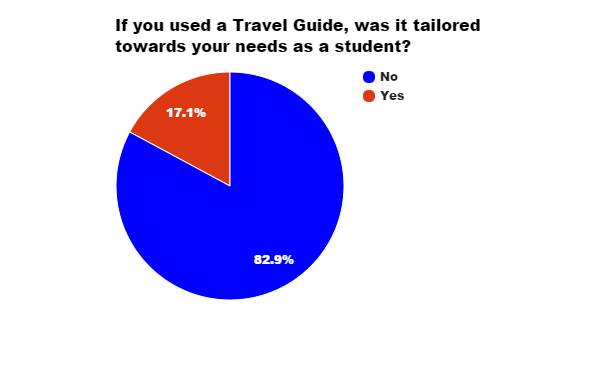 If you used a Travel Guide, was it tailored
towards your needs as a student?
No
Yes
17.1%
82.9%